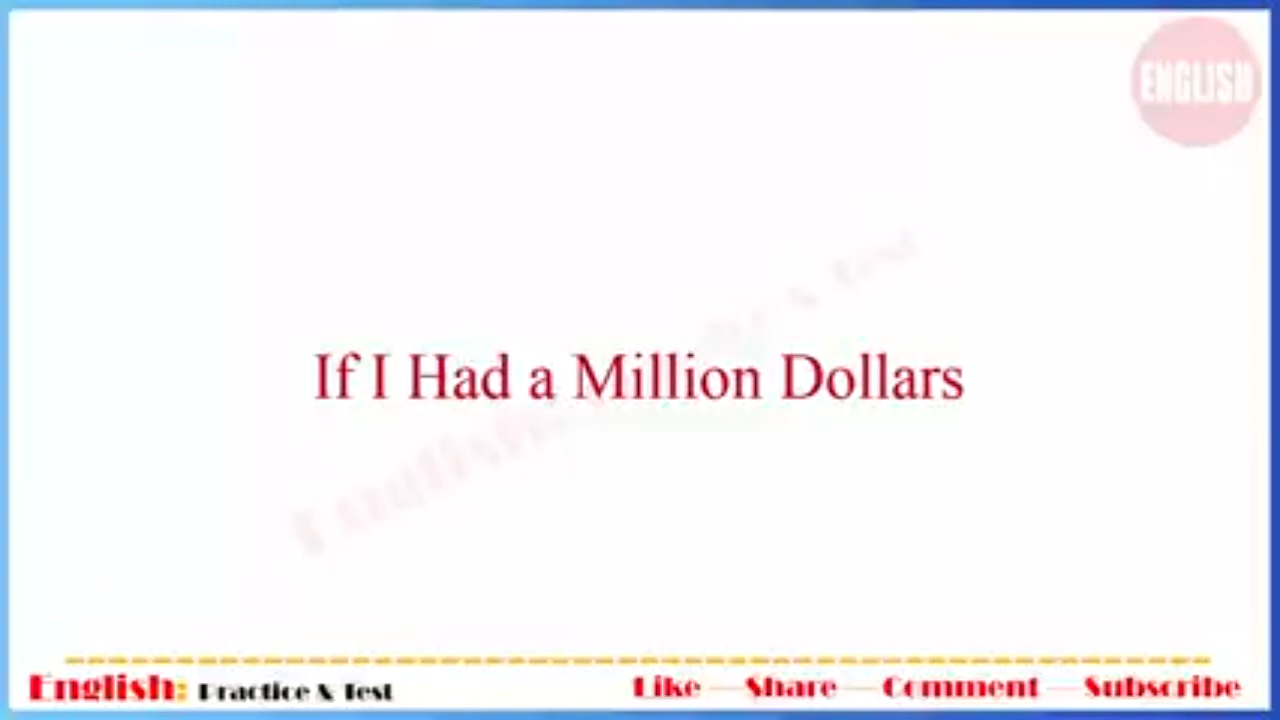 ENGLISH
If I Had a Million Dollars
English: Practice & Test
Like — Share — Comment — Subscribe